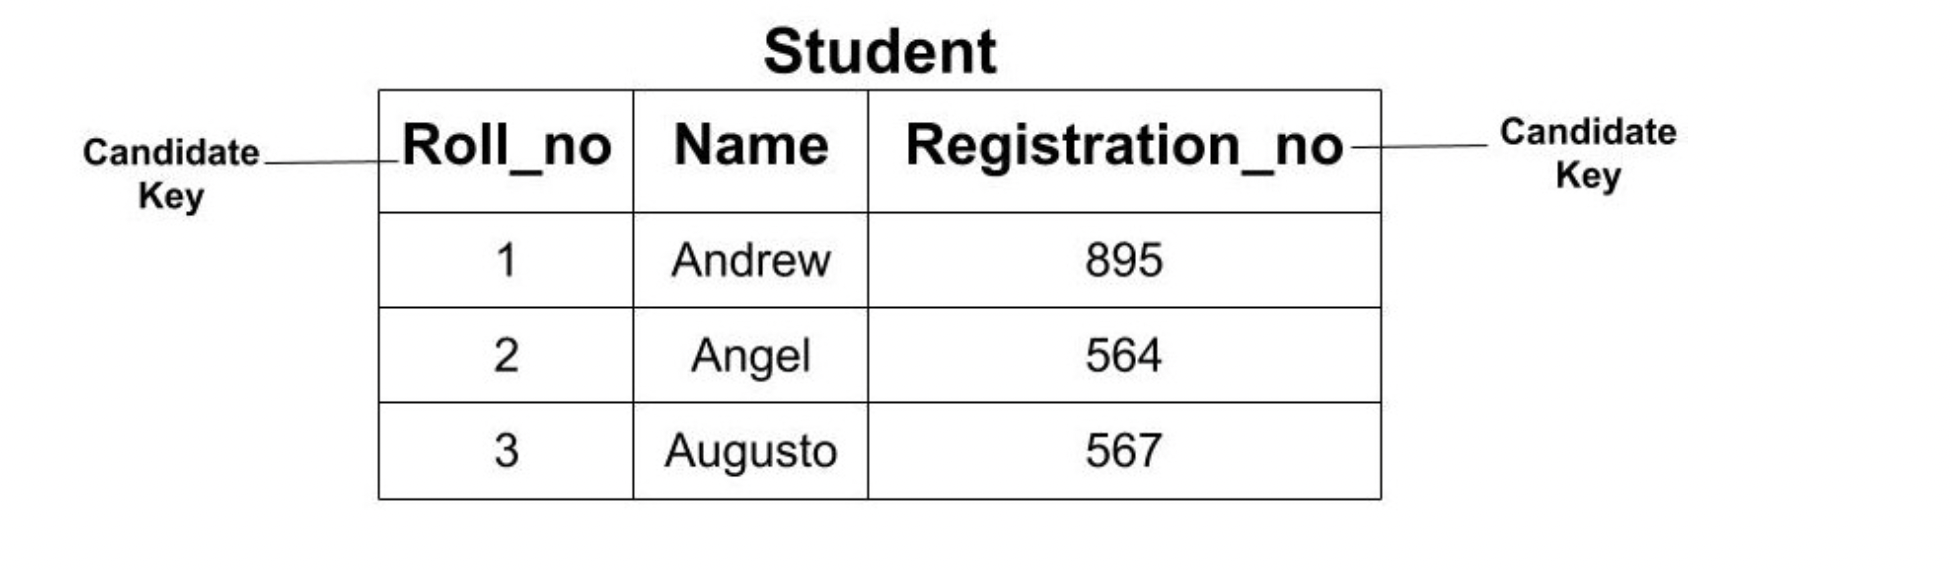 Student
Candidate
Key
Roll_no Name Registration_no
Candidate
Key
1 Andrew 895
2 Angel 564
3 Augusto 567